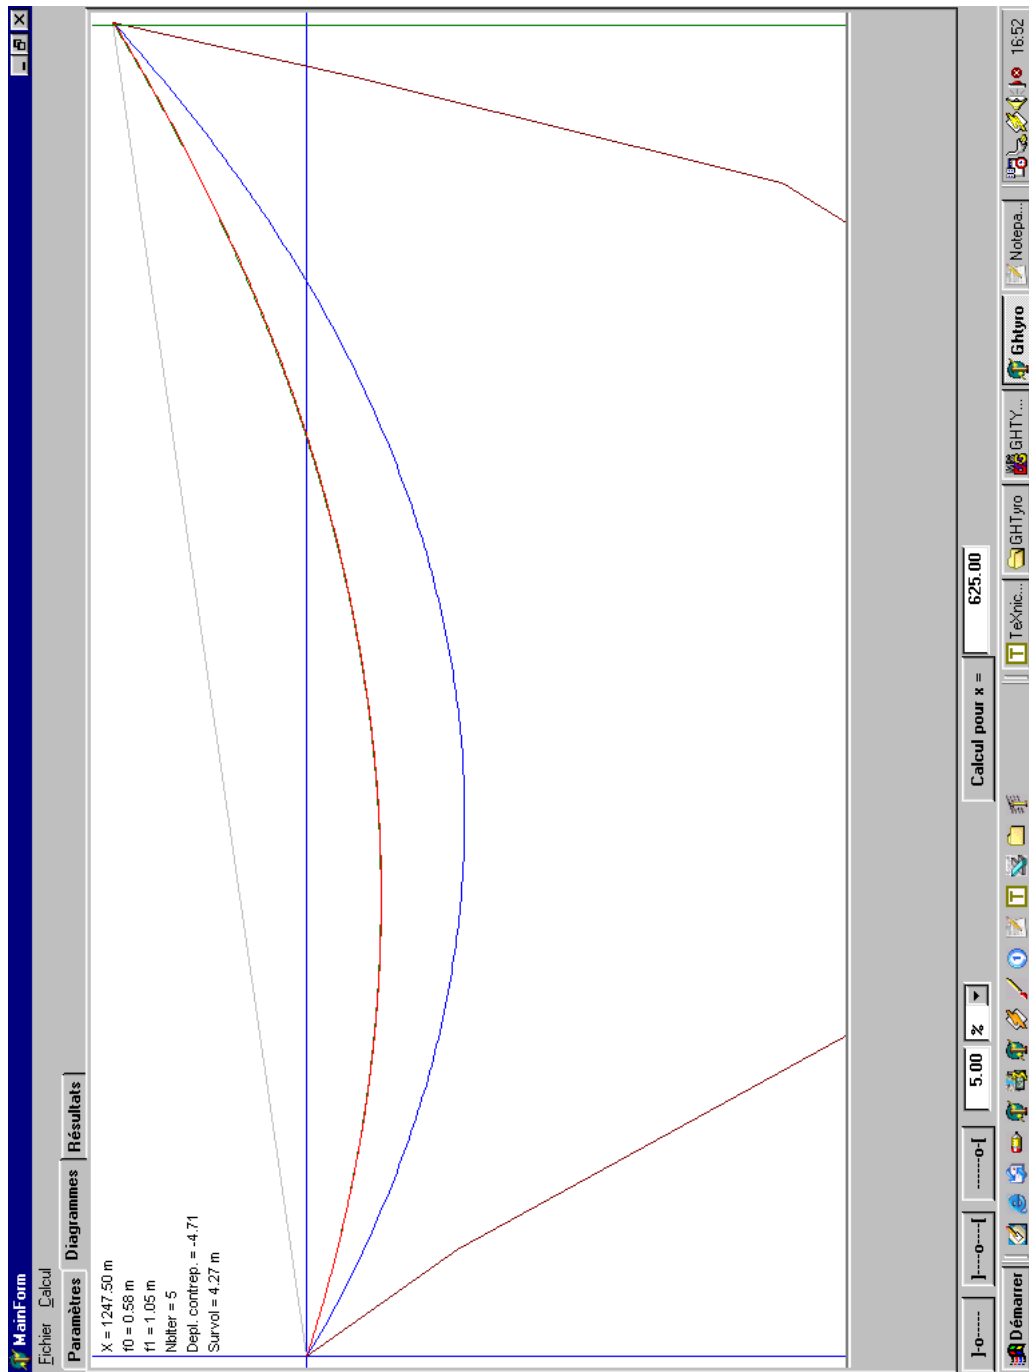 MainForm
Fichier Calcul
Paramètres Diagrammes Résultats
X = 1247.50 m
f0 = 0.58 m
f1 = 1.05 m
NbIter = 5
Depl. contrep. = -4.71
Survol = 4.27 m
]-o----- ]---o---[ -----o-[ 5.00 % Calcul pour x = 625.00
Démarrer TeXnic... GHTyro GHTY... Ghtyro Notepa... 16:52